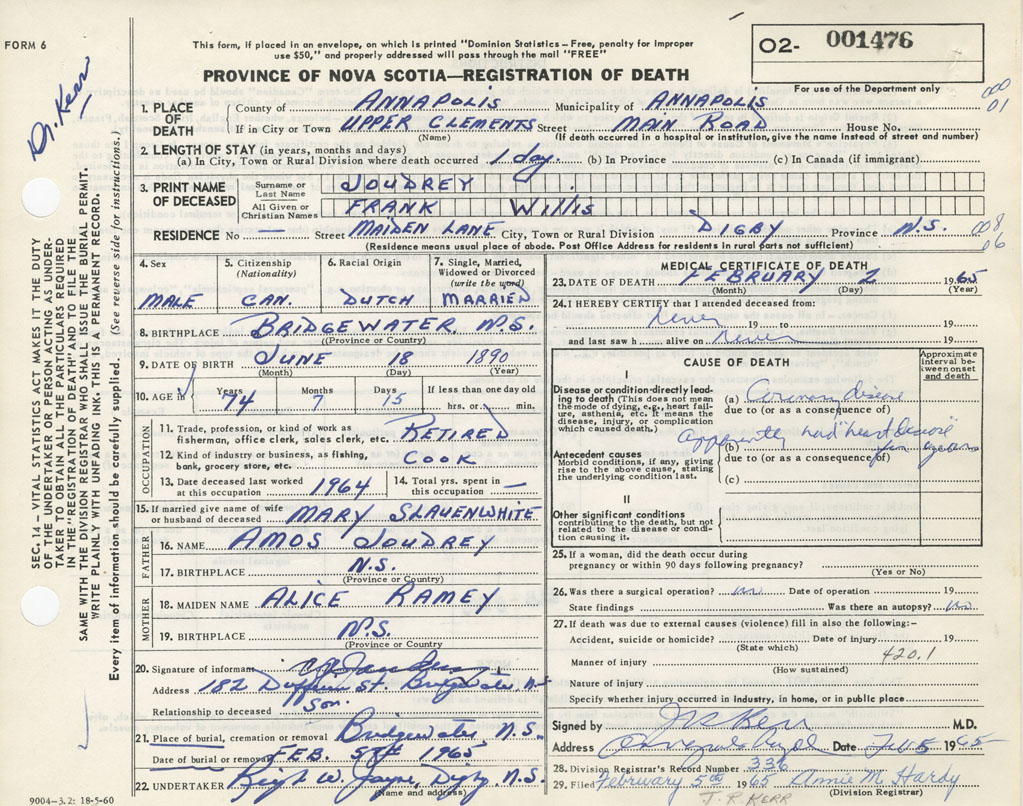 FORM 6
This form, if placed in an envelope, on which is printed "Dominion Statistics – Free, penalty for improper
use $50," and properly addressed will pass through the mail "FREE"
02- 001476
For use of the Department only
PROVINCE OF NOVA SCOTIA—REGISTRATION OF DEATH
Dr. Kerr
SEC. 14 – VITAL STATISTICS ACT MAKES IT THE DUTY
OF THE UNDERTAKER OR PERSON ACTING AS UNDER-
TAKER TO OBTAIN ALL THE PARTICULARS REQUIRED
IN THE "REGISTRATION OF DEATH" AND TO FILE THE
SAME WITH THE DIVISION REGISTRAR WHO SHALL ISSUE THE BURIAL PERMIT.
WRITE PLAINLY WITH UNFADING INK. THIS IS A PERMANENT RECORD.
Every item of information should be carefully supplied. (See reverse side for instructions.)
1. PLACE OF DEATH
County of ANNAPOLIS Municipality of ANNAPOLIS
000
01
If in City or Town UPPER CLEMENTS Street MAIN ROAD House No.
(Name) (If death occurred in a hospital or institution, give the name instead of street and number)
2. LENGTH OF STAY (in years, months and days)
(a) In City, Town or Rural Division where death occurred 1 day. (b) In Province (c) In Canada (if immigrant)
3. PRINT NAME OF DECEASED
Surname or Last Name JOUDREY
All Given or Christian Names FRANK Willis
RESIDENCE No — Street MAIDEN LANE City, Town or Rural Division DIGBY Province N.S.
008
06
(Residence means usual place of abode. Post Office Address for residents in rural parts not sufficient)
4. Sex
MALE
5. Citizenship (Nationality)
CAN.
6. Racial Origin
DUTCH
7. Single, Married, Widowed or Divorced (write the word)
MARRIED
8. BIRTHPLACE BRIDGEWATER, N.S.
(Province or Country)
9. DATE OF BIRTH JUNE 18 1890
(Month) (Day) (Year)
10. AGE in Years 74 Months 7 Days 15 If less than one day old hrs. or min.
OCCUPATION
11. Trade, profession, or kind of work as
fisherman, office clerk, sales clerk, etc. RETIRED
12. Kind of industry or business, as fishing,
bank, grocery store, etc. COOK
13. Date deceased last worked
at this occupation 1964
14. Total yrs. spent in
this occupation —
15. If married give name of wife
or husband of deceased MARY SLAUENWHITE
FATHER
16. NAME AMOS JOUDREY
17. BIRTHPLACE N.S.
(Province or Country)
MOTHER
18. MAIDEN NAME ALICE RAMEY
19. BIRTHPLACE N.S.
(Province or Country
20. Signature of informant
Address 182 St. Bridgewater N.S.
Relationship to deceased Son.
21. Place of burial, cremation or removal Bridgewater N.S.
Date of burial or removal FEB. 5TH 1965
22. UNDERTAKER W. Jayne, Digby, N.S.
(Name and address)
9004–3.2: 18-5-60
MEDICAL CERTIFICATE OF DEATH
23. DATE OF DEATH FEBRUARY 2 1965
(Month) (Day) (Year)
24. I HEREBY CERTIFY that I attended deceased from:
never 19 to 19
and last saw h alive on never 19
CAUSE OF DEATH
Approximate interval between onset and death
I
Disease or condition directly leading to death (This does not mean the mode of dying, e.g., heart failure, asthenia, etc. It means the disease, injury, or complication which caused death.)
(a) Coronary disease
due to (or as a consequence of)
apparently had "heart disease"
Antecedent causes
Morbid conditions, if any, giving rise to the above cause, stating the underlying condition last.
(b) for years
due to (or as a consequence of)
(c)
II
Other significant conditions
contributing to the death, but not related to the disease or condition causing it.
25. If a woman, did the death occur during
pregnancy or within 90 days following pregnancy?
(Yes or No)
26. Was there a surgical operation? no Date of operation 19
State findings Was there an autopsy? no
27. If death was due to external causes (violence) fill in also the following:–
Accident, suicide or homicide? Date of injury 19
(State which)
420.1
Manner of injury
(How sustained)
Nature of injury
Specify whether injury occurred in industry, in home, or in public place
Signed by J R Kerr M.D.
Address Annapolis Royal Date Feb 5 1965
28. Division Registrar's Record Number 336
29. Filed February 5th 1965 Annie M. Hardy
(Division Registrar)
J. R. KERR